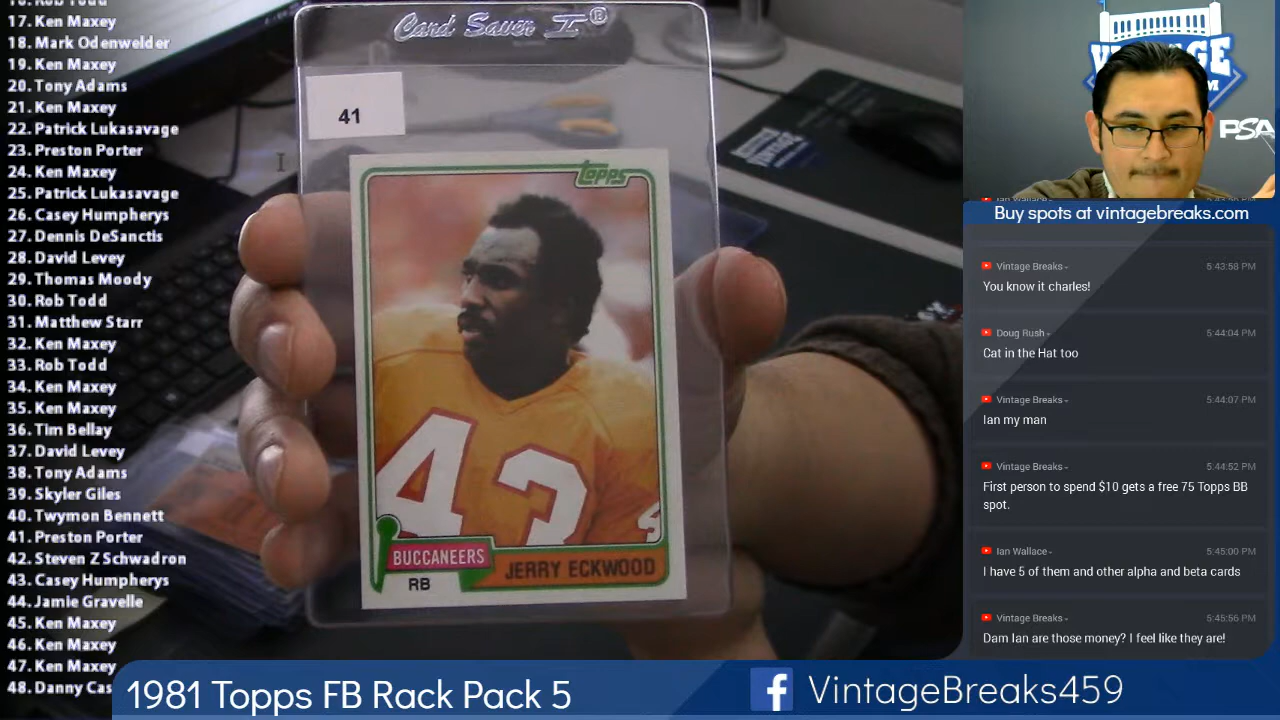 16. Rob Todd
17. Ken Maxey
18. Mark Odenwelder
19. Ken Maxey
20. Tony Adams
21. Ken Maxey
22. Patrick Lukasavage
23. Preston Porter
24. Ken Maxey
25. Patrick Lukasavage
26. Casey Humpherys
27. Dennis DeSanctis
28. David Levey
29. Thomas Moody
30. Rob Todd
31. Matthew Starr
32. Ken Maxey
33. Rob Todd
34. Ken Maxey
35. Ken Maxey
36. Tim Bellay
37. David Levey
38. Tony Adams
39. Skyler Giles
40. Twymon Bennett
41. Preston Porter
42. Steven Z Schwadron
43. Casey Humpherys
44. Jamie Gravelle
45. Ken Maxey
46. Ken Maxey
47. Ken Maxey
48. Danny Cas
Card Saver I ®
41
topps
43
BUCCANEERS
RB
JERRY ECKWOOD
PSA
Buy spots at vintagebreaks.com
Ian Wallace
Vintage Breaks 5:43:58 PM
You know it charles!
Doug Rush 5:44:04 PM
Cat in the Hat too
Vintage Breaks 5:44:07 PM
Ian my man
Vintage Breaks 5:44:52 PM
First person to spend $10 gets a free 75 Topps BB
spot.
Ian Wallace 5:45:00 PM
I have 5 of them and other alpha and beta cards
Vintage Breaks 5:45:56 PM
Dam Ian are those money? I feel like they are!
1981 Topps FB Rack Pack 5
VintageBreaks459